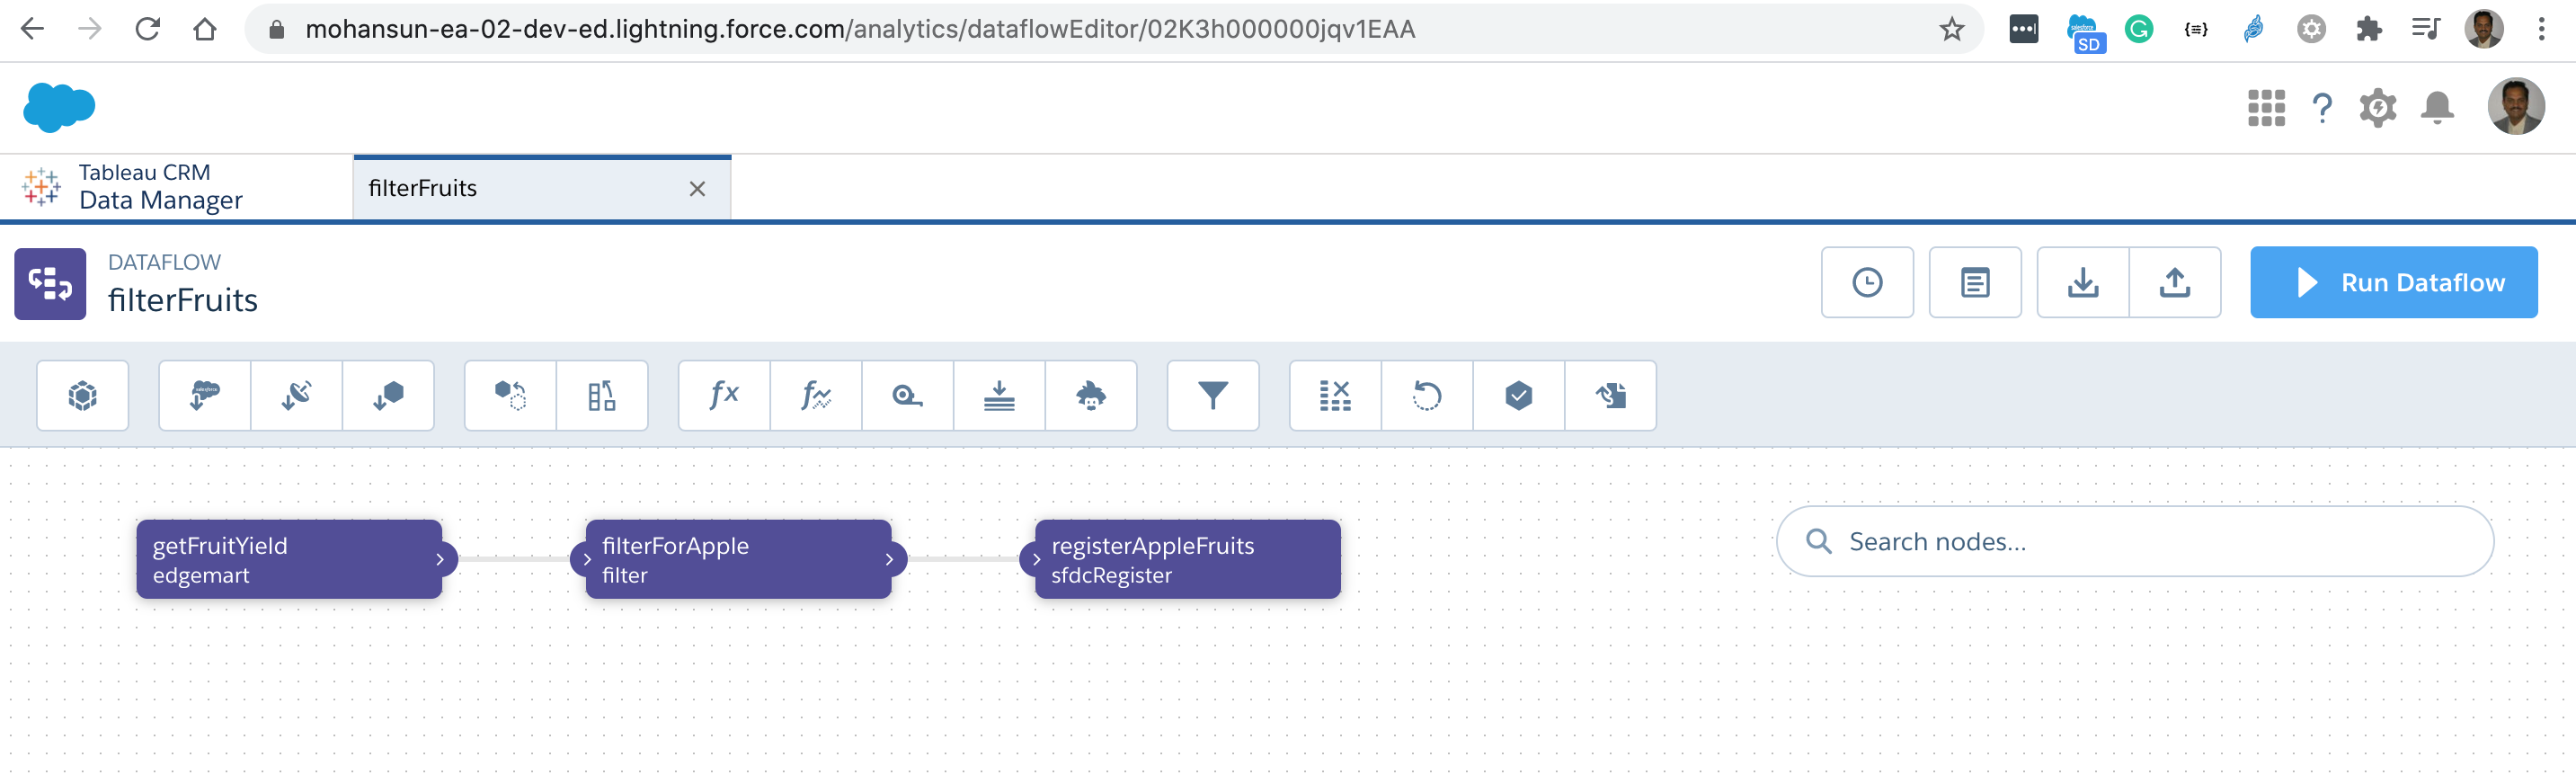 mohansun-ea-02-dev-ed.lightning.force.com/analytics/dataflowEditor/02K3h000000jqv1EAA
SD
Tableau CRM
Data Manager
filterFruits
DATAFLOW
filterFruits
Run Dataflow
fx
getFruitYield
edgemart
filterForApple
filter
registerAppleFruits
sfdcRegister
Search nodes...